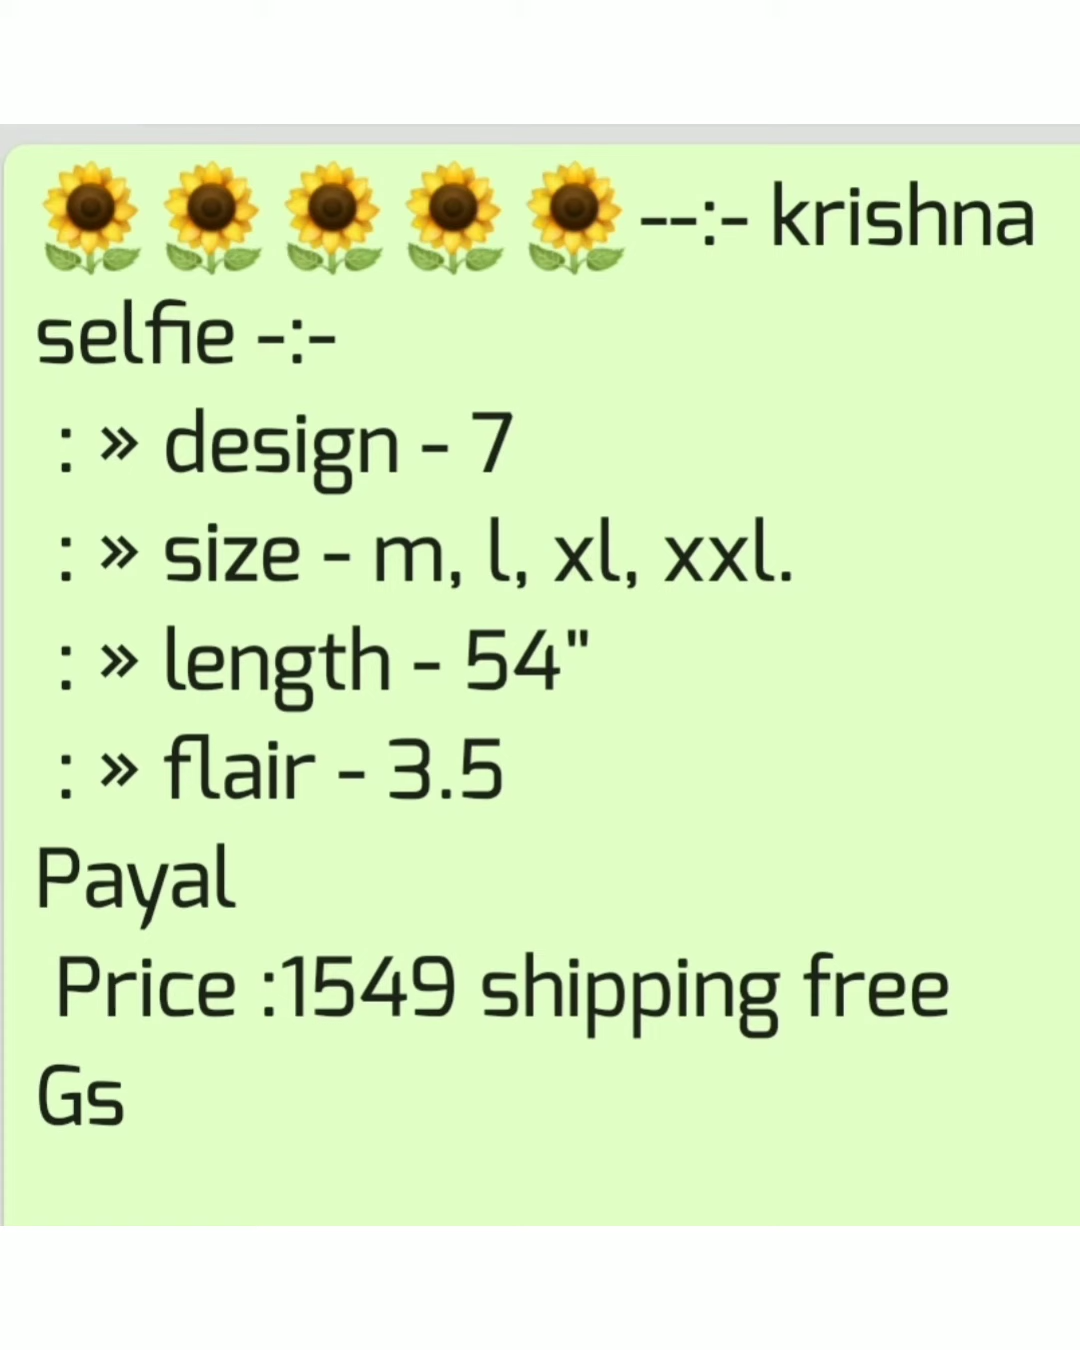 🌻🌻🌻🌻🌻--:- krishna
selfie -:-
: » design - 7
: » size - m, l, xl, xxl.
: » length - 54"
: » flair - 3.5
Payal
Price :1549 shipping free
Gs